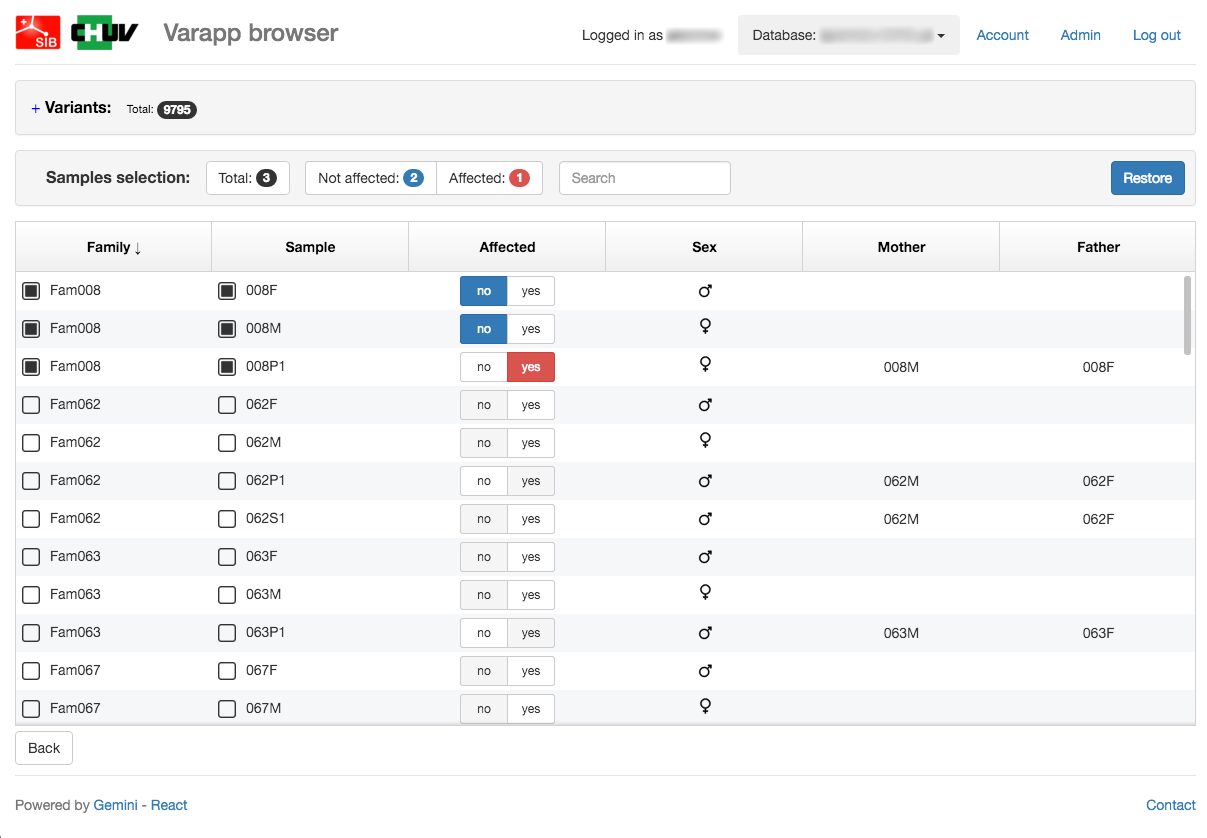 SIB CHUV Varapp browser Logged in as Database: Account Admin Log out
+ Variants: Total: 9795
Samples selection: Total: 3 Not affected: 2 Affected: 1 Search Restore
Family ↓ Sample Affected Sex Mother Father
Fam008 008F no yes ♂
Fam008 008M no yes ♀
Fam008 008P1 no yes ♀ 008M 008F
Fam062 062F no yes ♂
Fam062 062M no yes ♀
Fam062 062P1 no yes ♂ 062M 062F
Fam062 062S1 no yes ♂ 062M 062F
Fam063 063F no yes ♂
Fam063 063M no yes ♀
Fam063 063P1 no yes ♂ 063M 063F
Fam067 067F no yes ♂
Fam067 067M no yes ♀
Back
Powered by Gemini - React Contact